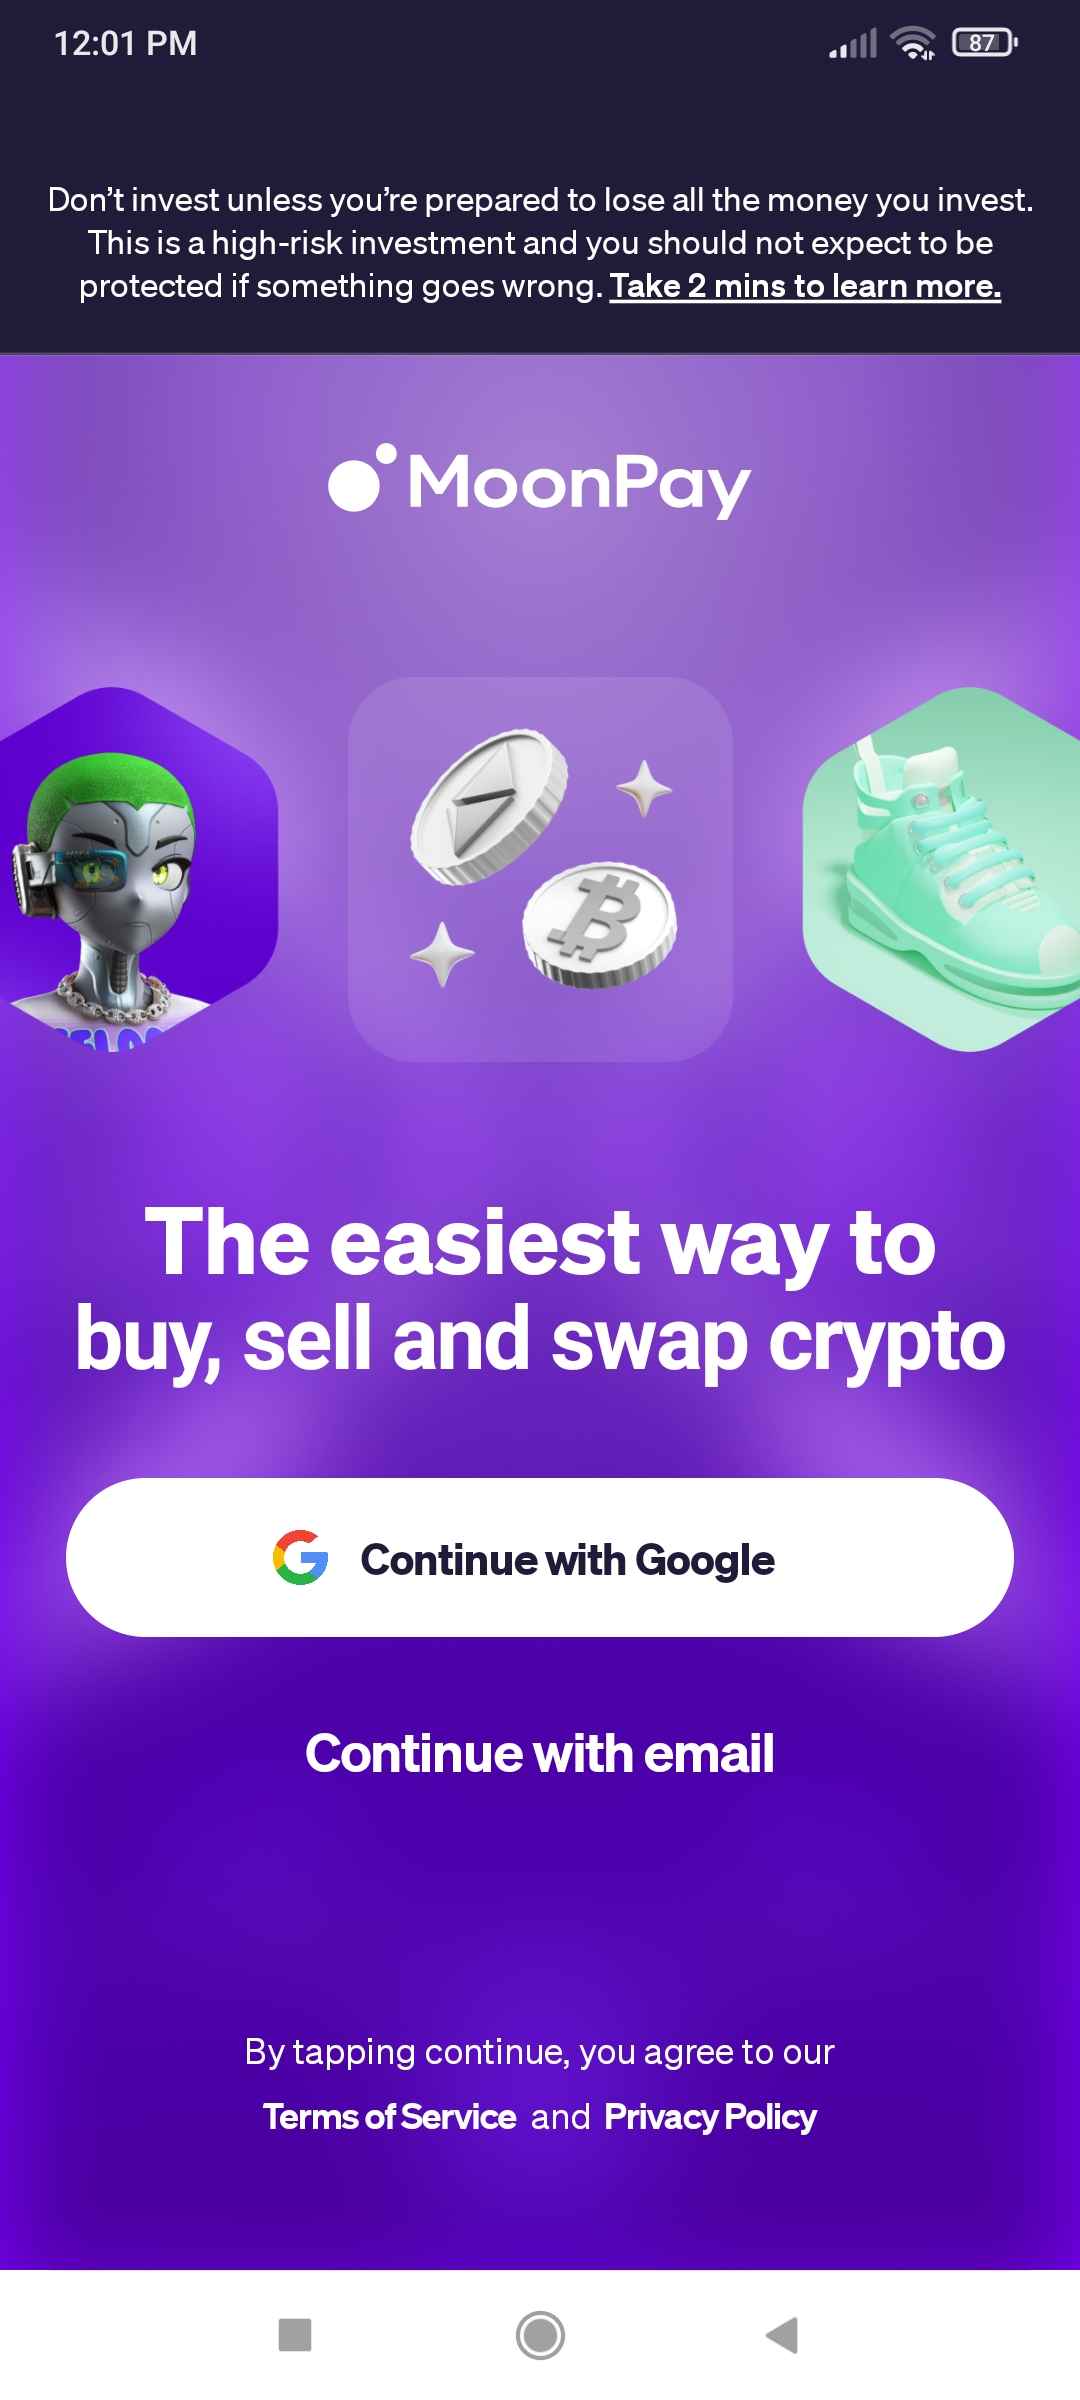 12:01 PM
87
Don’t invest unless you’re prepared to lose all the money you invest.
This is a high-risk investment and you should not expect to be
protected if something goes wrong. Take 2 mins to learn more.
MoonPay
The easiest way to
buy, sell and swap crypto
Continue with Google
Continue with email
By tapping continue, you agree to our
Terms of Service and Privacy Policy